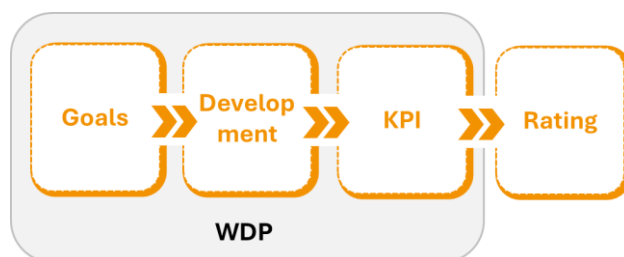 Goals
Develop
ment
KPI
Rating
WDP